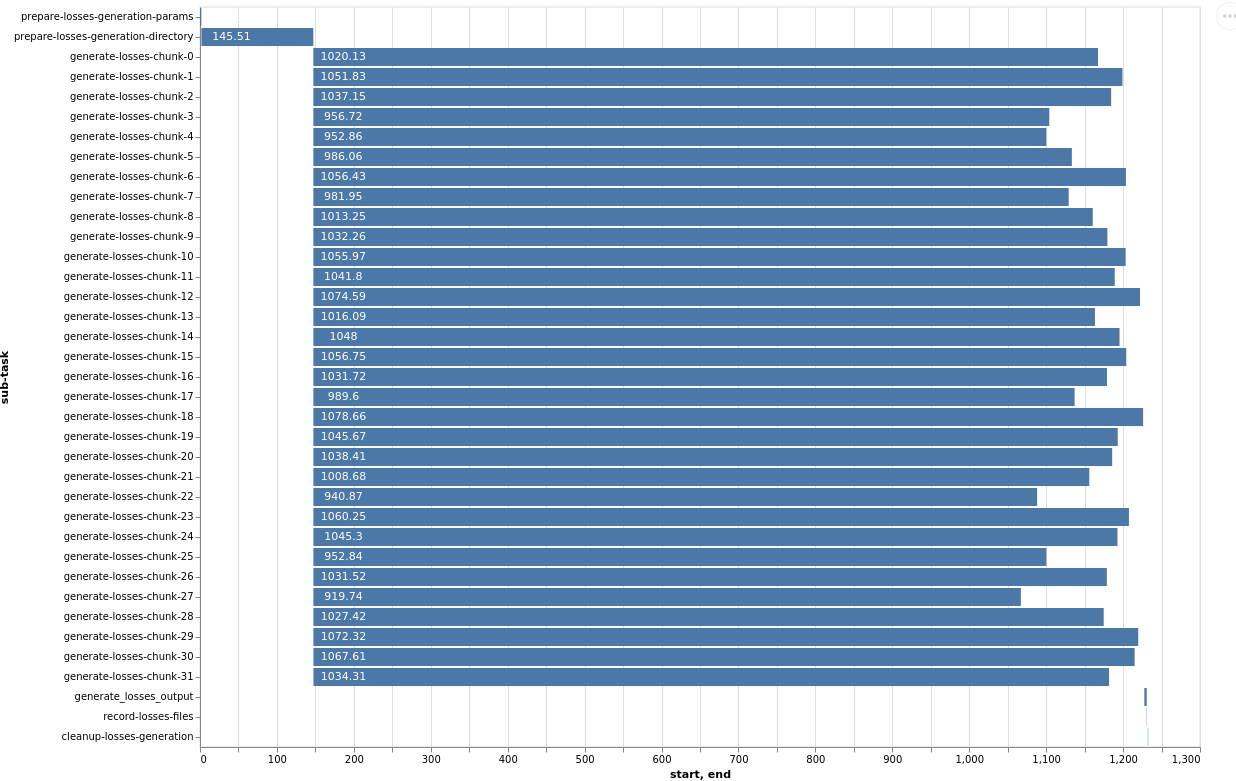 prepare-losses-generation-params
prepare-losses-generation-directory 145.51
generate-losses-chunk-0 1020.13
generate-losses-chunk-1 1051.83
generate-losses-chunk-2 1037.15
generate-losses-chunk-3 956.72
generate-losses-chunk-4 952.86
generate-losses-chunk-5 986.06
generate-losses-chunk-6 1056.43
generate-losses-chunk-7 981.95
generate-losses-chunk-8 1013.25
generate-losses-chunk-9 1032.26
generate-losses-chunk-10 1055.97
generate-losses-chunk-11 1041.8
generate-losses-chunk-12 1074.59
generate-losses-chunk-13 1016.09
generate-losses-chunk-14 1048
generate-losses-chunk-15 1056.75
generate-losses-chunk-16 1031.72
generate-losses-chunk-17 989.6
generate-losses-chunk-18 1078.66
generate-losses-chunk-19 1045.67
generate-losses-chunk-20 1038.41
generate-losses-chunk-21 1008.68
generate-losses-chunk-22 940.87
generate-losses-chunk-23 1060.25
generate-losses-chunk-24 1045.3
generate-losses-chunk-25 952.84
generate-losses-chunk-26 1031.52
generate-losses-chunk-27 919.74
generate-losses-chunk-28 1027.42
generate-losses-chunk-29 1072.32
generate-losses-chunk-30 1067.61
generate-losses-chunk-31 1034.31
generate_losses_output
record-losses-files
cleanup-losses-generation
sub-task
0 100 200 300 400 500 600 700 800 900 1,000 1,100 1,200 1,300
start, end